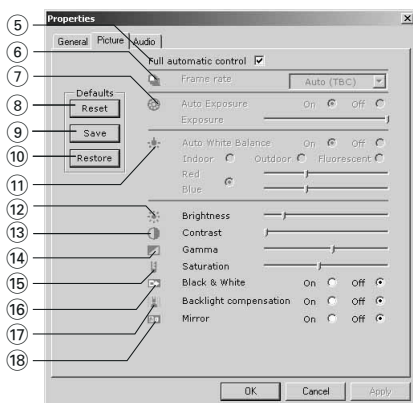 Properties
General Picture Audio
5
Full automatic control
6
Frame rate Auto (TBC)
7
Auto Exposure On Off
Exposure
Defaults
8
Reset
9
Save
10
Restore
11
Auto White Balance On Off
Indoor Outdoor Fluorescent
Red
Blue
12
Brightness
13
Contrast
14
Gamma
15
Saturation
16
Black & White On Off
17
Backlight compensation On Off
18
Mirror On Off
OK Cancel Apply